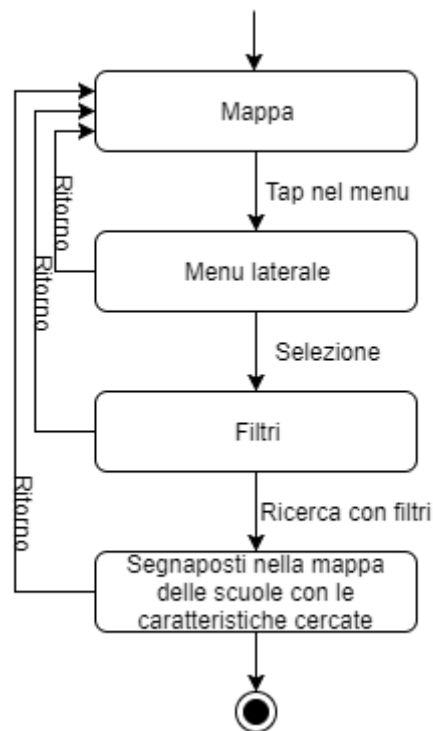 Mappa
Tap nel menu
Ritorno
Menu laterale
Ritorno
Selezione
Filtri
Ritorno
Ricerca con filtri
Segnaposti nella mappa
delle scuole con le
caratteristiche cercate